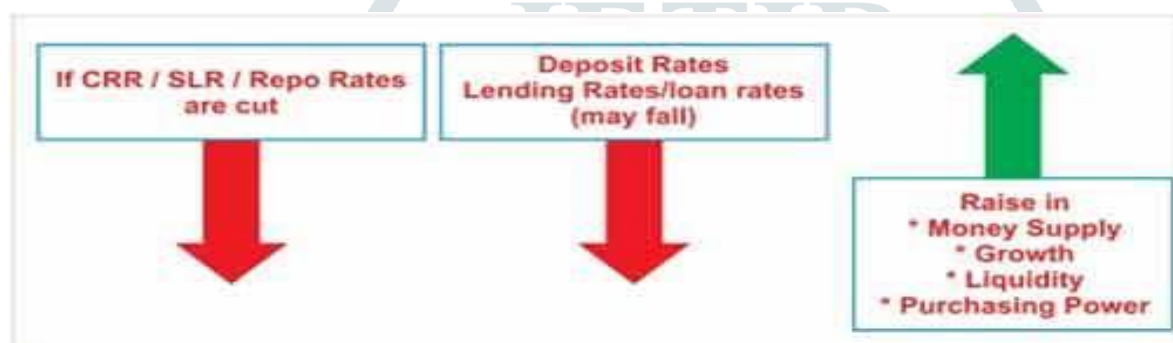 If CRR / SLR / Repo Rates
are cut
Deposit Rates
Lending Rates/loan rates
(may fall)
Raise in
* Money Supply
* Growth
* Liquidity
* Purchasing Power